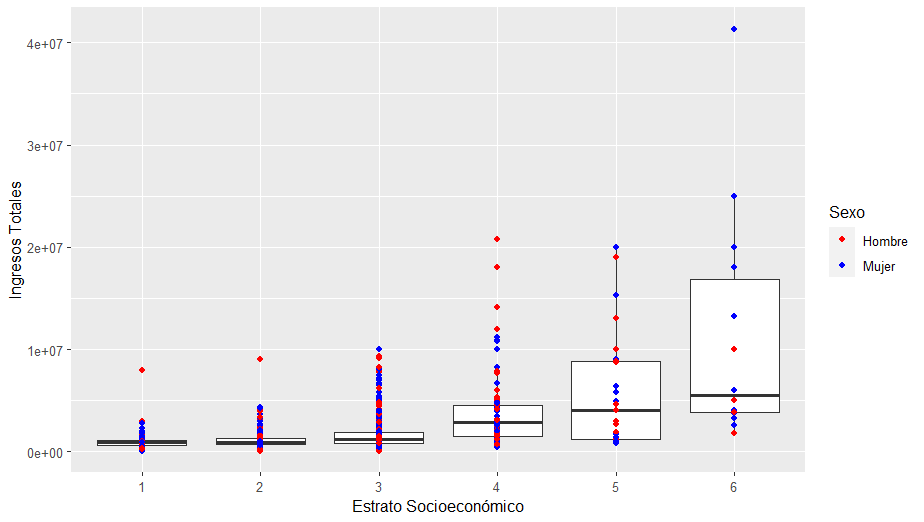 Ingresos Totales
4e+07
3e+07
2e+07
1e+07
0e+00
1 2 3 4 5 6
Estrato Socioeconómico
Sexo
Hombre
Mujer